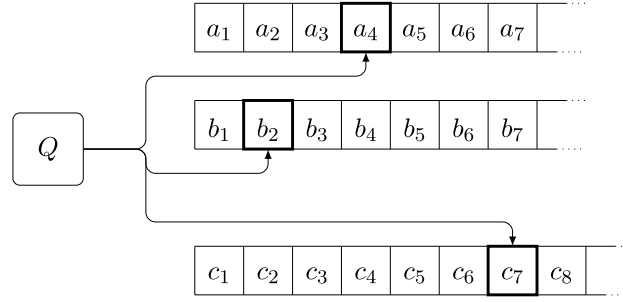 a₁ a₂ a₃ a₄ a₅ a₆ a₇
b₁ b₂ b₃ b₄ b₅ b₆ b₇
Q
c₁ c₂ c₃ c₄ c₅ c₆ c₇ c₈